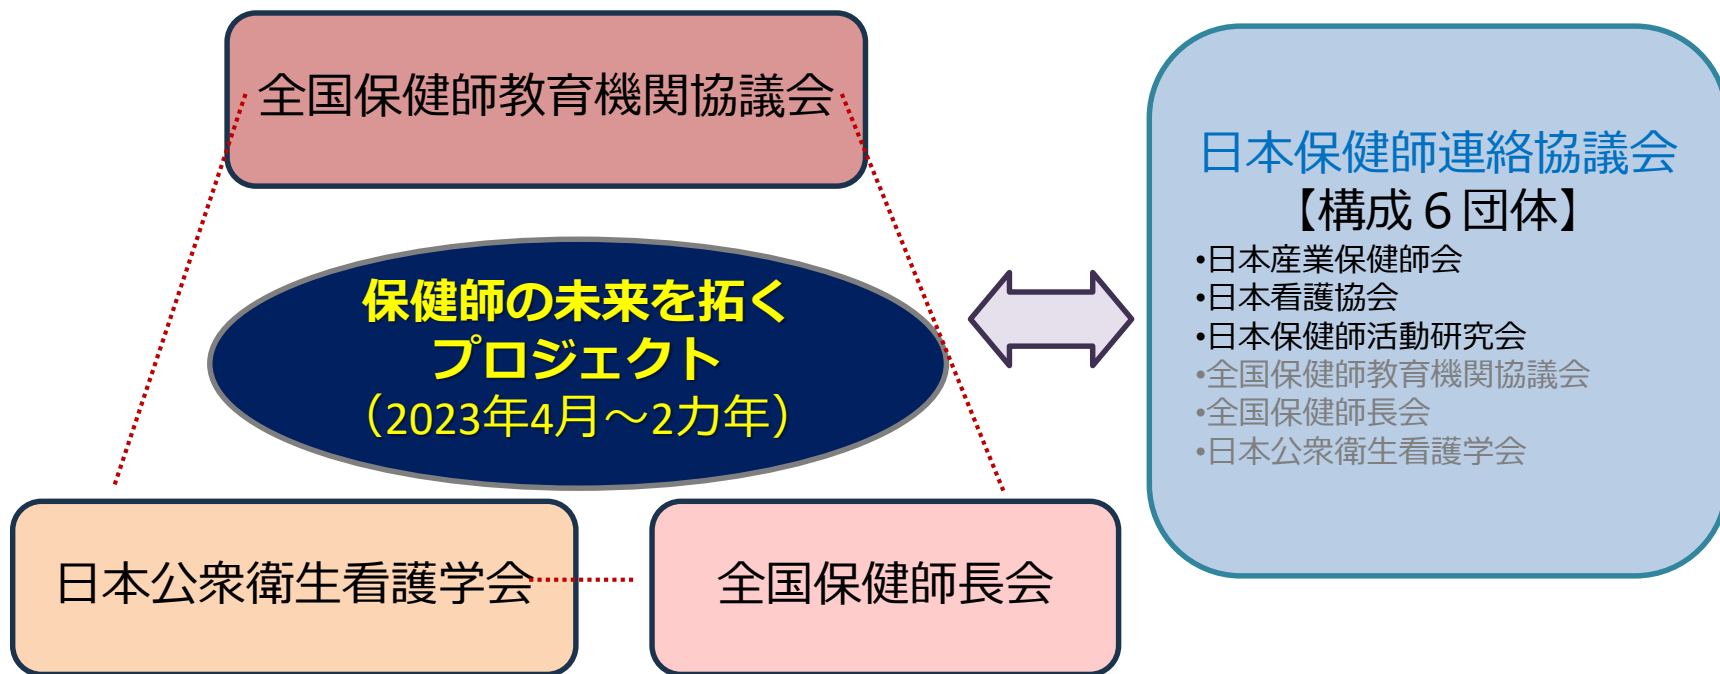 全国保健師教育機関協議会
保健師の未来を拓く
プロジェクト
（2023年4月～2カ年）
日本公衆衛生看護学会
全国保健師長会
日本保健師連絡協議会
【構成６団体】
•日本産業保健師会
•日本看護協会
•日本保健師活動研究会
•全国保健師教育機関協議会
•全国保健師長会
•日本公衆衛生看護学会